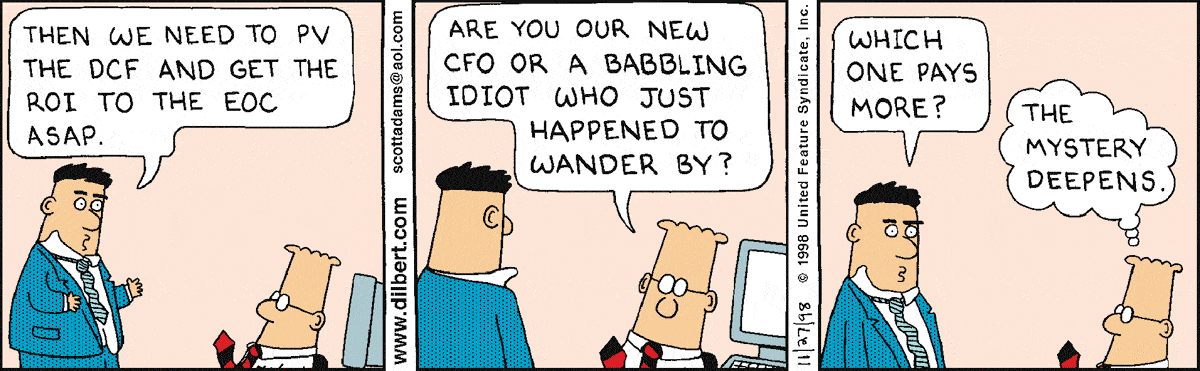 THEN WE NEED TO PV
THE DCF AND GET THE
ROI TO THE EOC
ASAP.
www.dilbert.com scottadams@aol.com
ARE YOU OUR NEW
CFO OR A BABBLING
IDIOT WHO JUST
HAPPENED TO
WANDER BY?
11/27/98 © 1998 United Feature Syndicate, Inc.
WHICH
ONE PAYS
MORE?
THE
MYSTERY
DEEPENS.